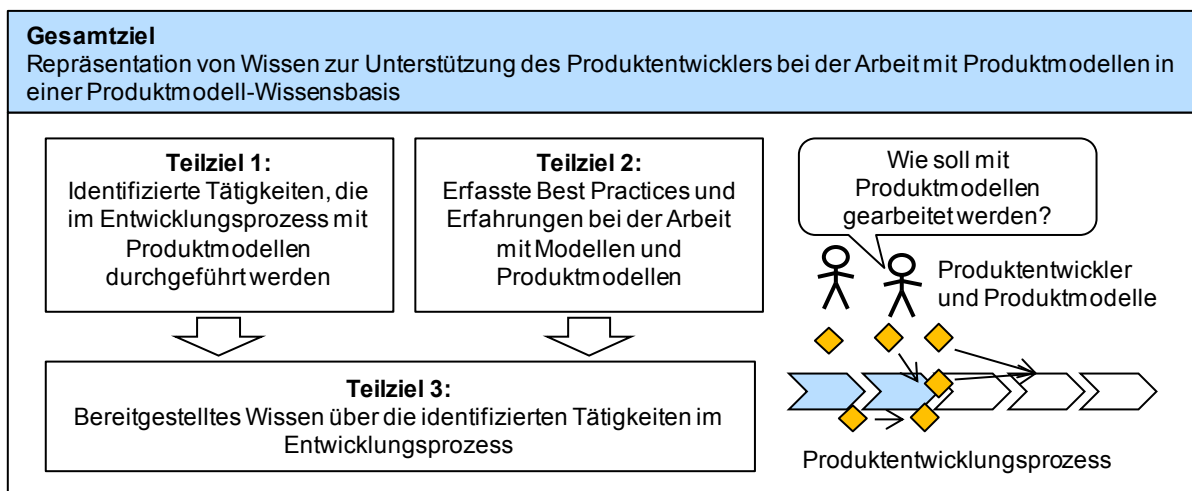 Gesamtziel
Repräsentation von Wissen zur Unterstützung des Produktentwicklers bei der Arbeit mit Produktmodellen in
einer Produktmodell-Wissensbasis
Teilziel 1:
Identifizierte Tätigkeiten, die
im Entwicklungsprozess mit
Produktmodellen
durchgeführt werden
Teilziel 2:
Erfasste Best Practices und
Erfahrungen bei der Arbeit
mit Modellen und
Produktmodellen
Wie soll mit
Produktmodellen
gearbeitet werden?
Produktentwickler
und Produktmodelle
Teilziel 3:
Bereitgestelltes Wissen über die identifizierten Tätigkeiten im
Entwicklungsprozess
Produktentwicklungsprozess